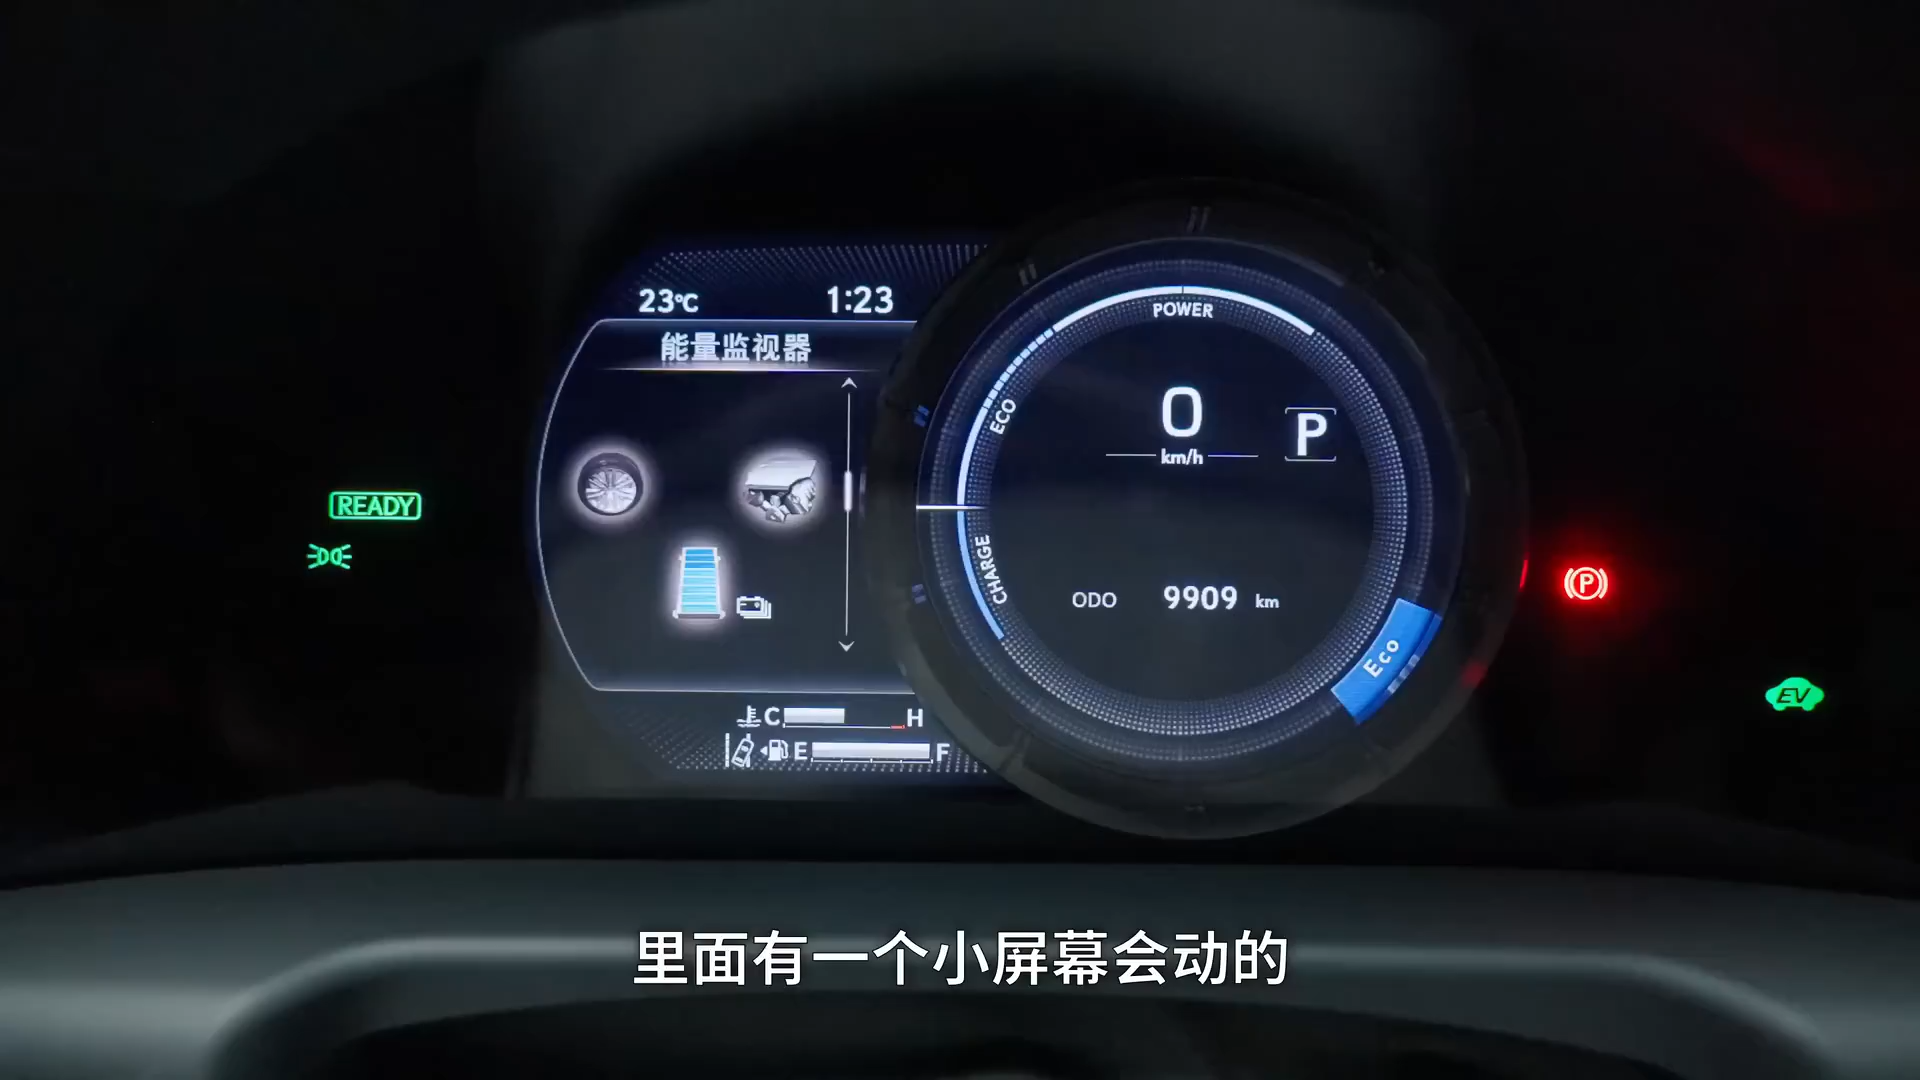 23℃ 1:23
能量监视器
POWER
ECO
CHARGE
0
km/h
P
READY
ODO 9909 km
Eco
P
EV
C H
E F
里面有一个小屏幕会动的